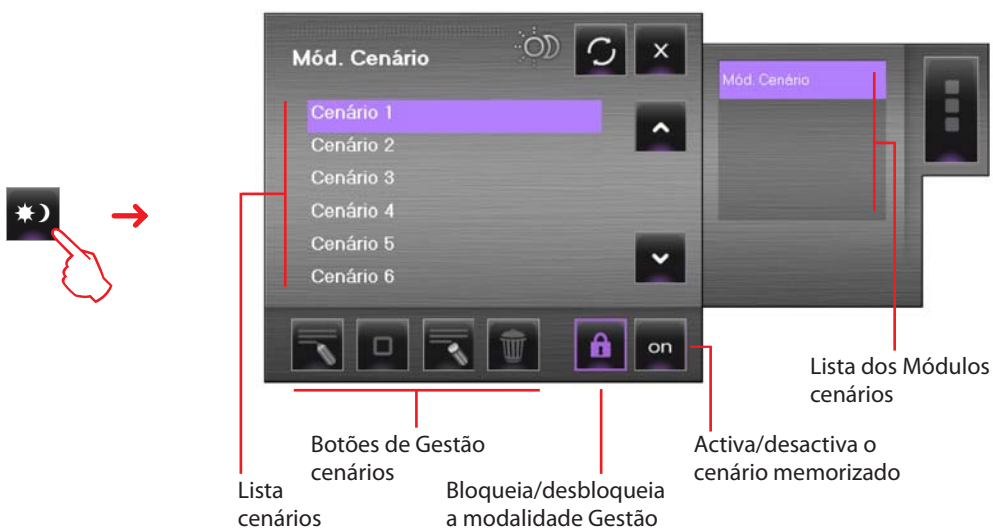 Mód. Cenário
x
Mód. Cenário
Cenário 1
Cenário 2
Cenário 3
Cenário 4
Cenário 5
Cenário 6
on
Lista dos Módulos
cenários
Botões de Gestão
cenários
Activa/desactiva o
cenário memorizado
Lista
cenários
Bloqueia/desbloqueia
a modalidade Gestão